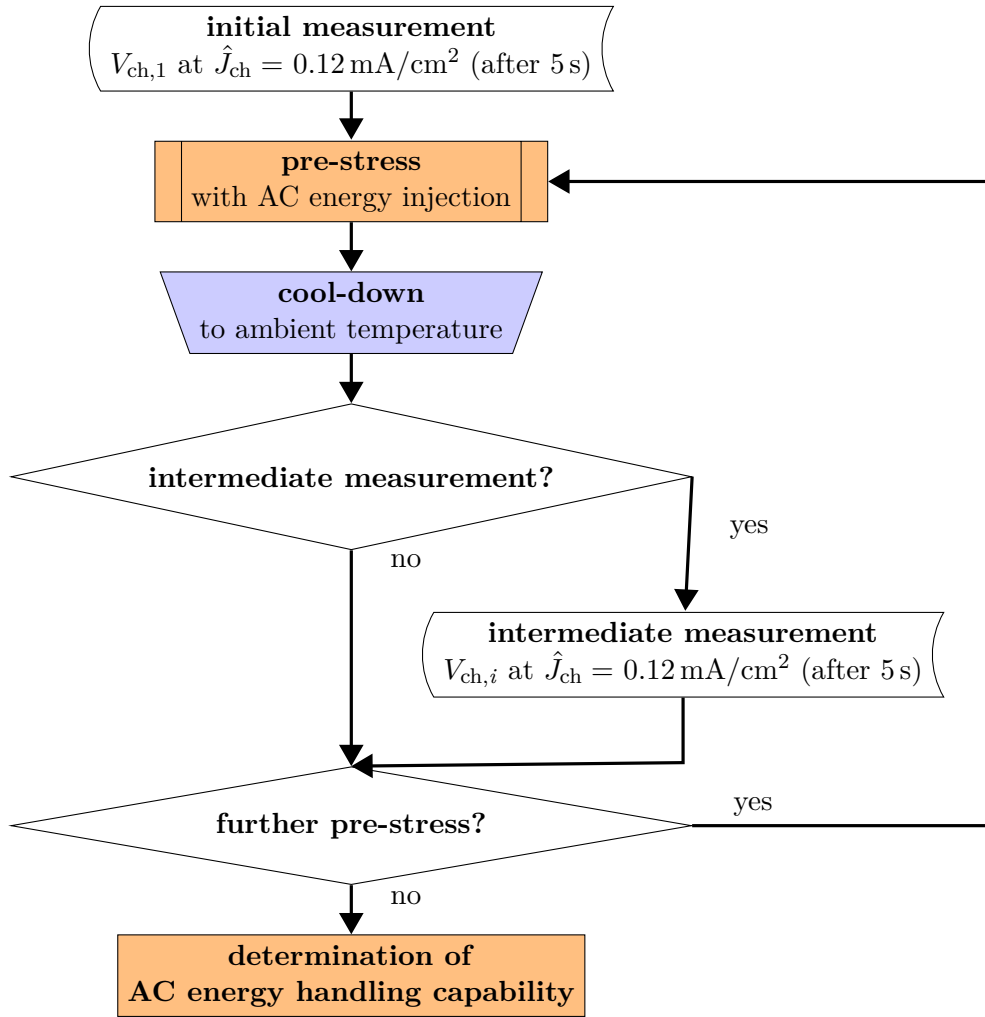 initial measurement
V_ch,1 at Ĵ_ch = 0.12 mA/cm² (after 5 s)
pre-stress
with AC energy injection
cool-down
to ambient temperature
intermediate measurement?
yes
no
intermediate measurement
V_ch,i at Ĵ_ch = 0.12 mA/cm² (after 5 s)
yes
further pre-stress?
no
determination of
AC energy handling capability